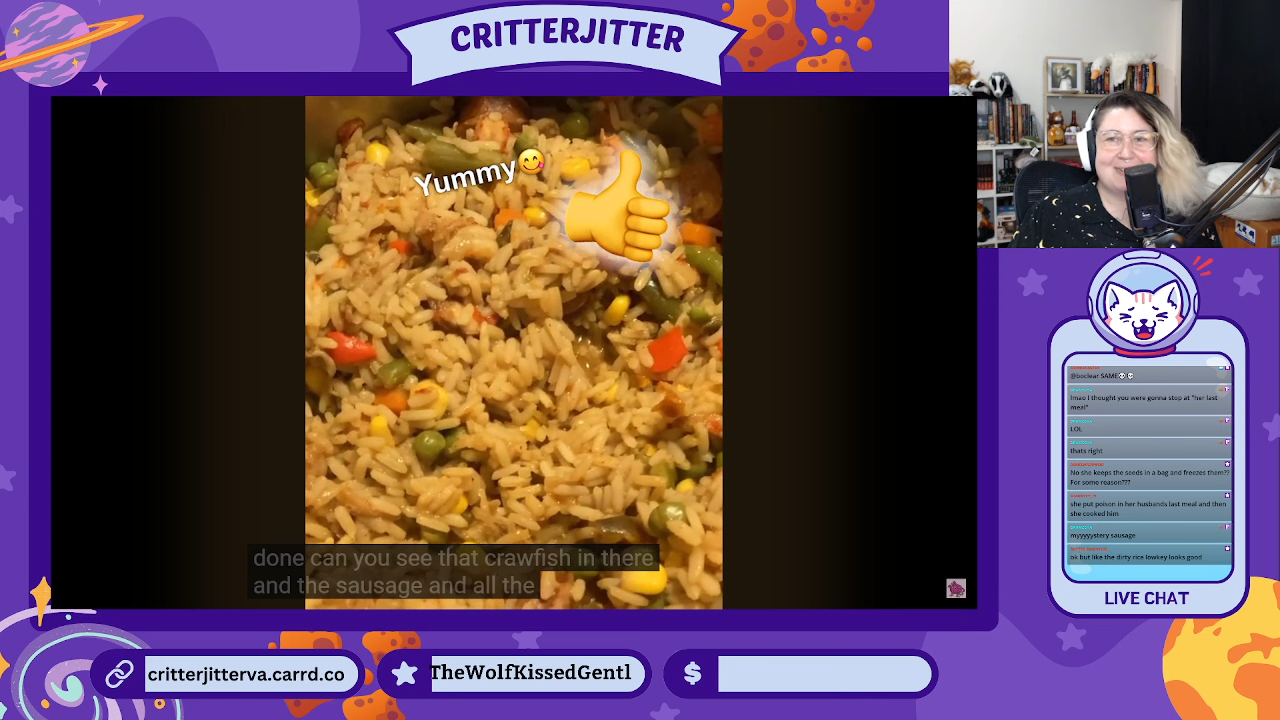 CRITTERJITTER
Yummy
done can you see that crawfish in there
and the sausage and all the
@boclear SAME
lmao I thought you were gonna stop at "her last
meal"
LOL
thats right
No she keeps the seeds in a bag and freezes them??
For some reason???
she put poison in her husbands last meal and then
she cooked him
myyyyystery sausage
ok but like the dirty rice lowkey looks good
LIVE CHAT
critterjitterva.carrd.co
TheWolfKissedGentl
$